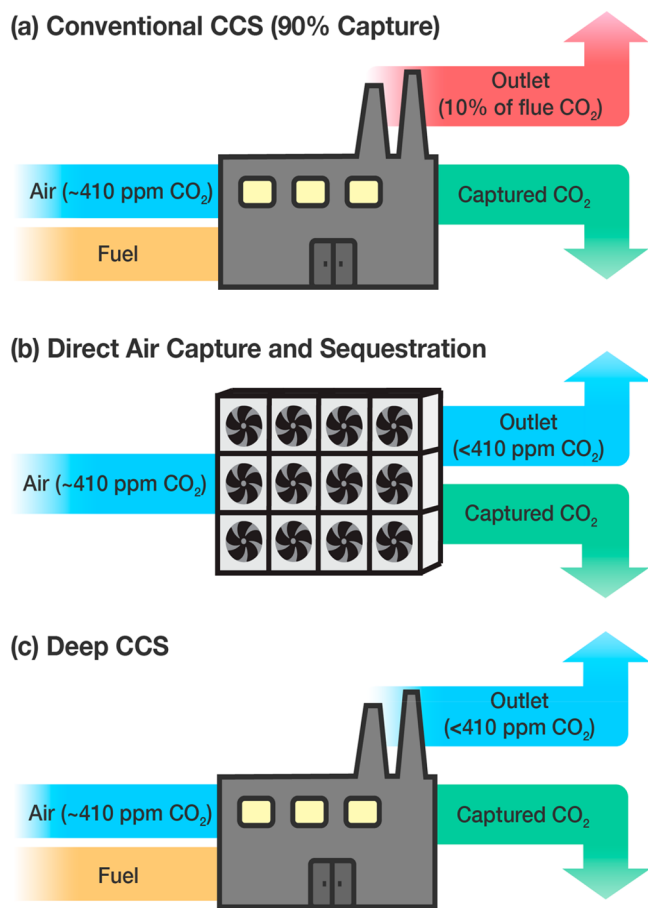 (a) Conventional CCS (90% Capture)
Outlet
(10% of flue CO₂)
Air (~410 ppm CO₂)
Captured CO₂
Fuel
(b) Direct Air Capture and Sequestration
Outlet
(<410 ppm CO₂)
Air (~410 ppm CO₂)
Captured CO₂
(c) Deep CCS
Outlet
(<410 ppm CO₂)
Air (~410 ppm CO₂)
Captured CO₂
Fuel